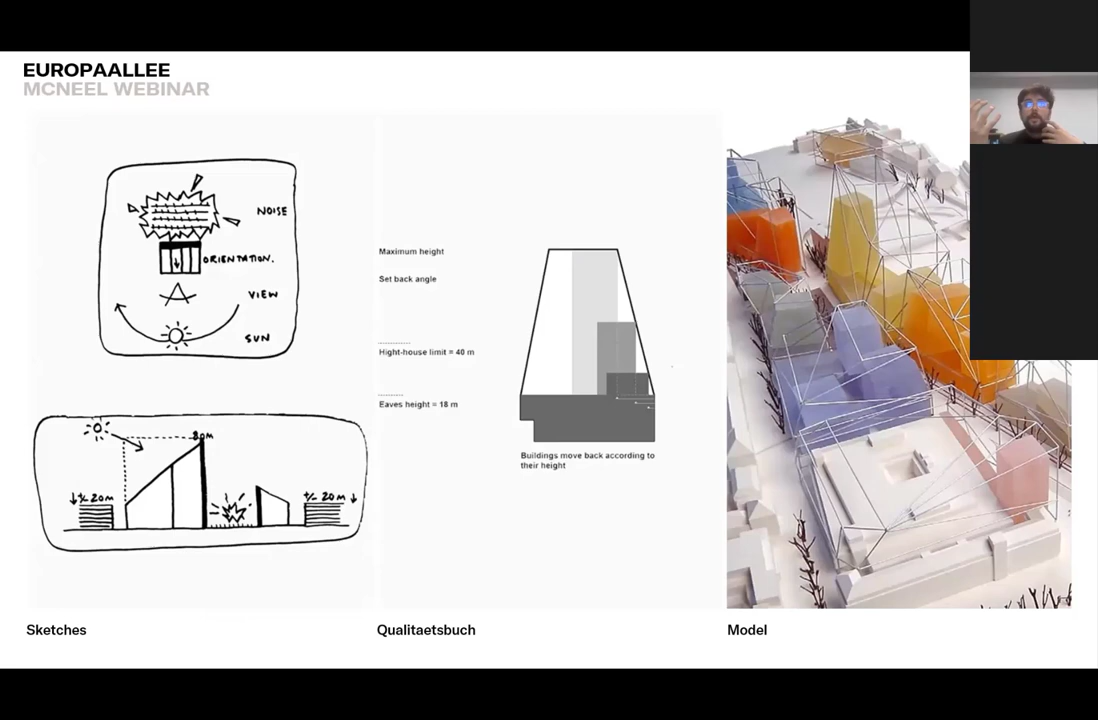 EUROPAALLEE
MCNEEL WEBINAR
NOISE
ORIENTATION.
VIEW
SUN
80M
+/- 20M
+/- 20M
Maximum height
Set back angle
Hight-house limit = 40 m
Eaves height = 18 m
Buildings move back according to
their height
Sketches
Qualitaetsbuch
Model